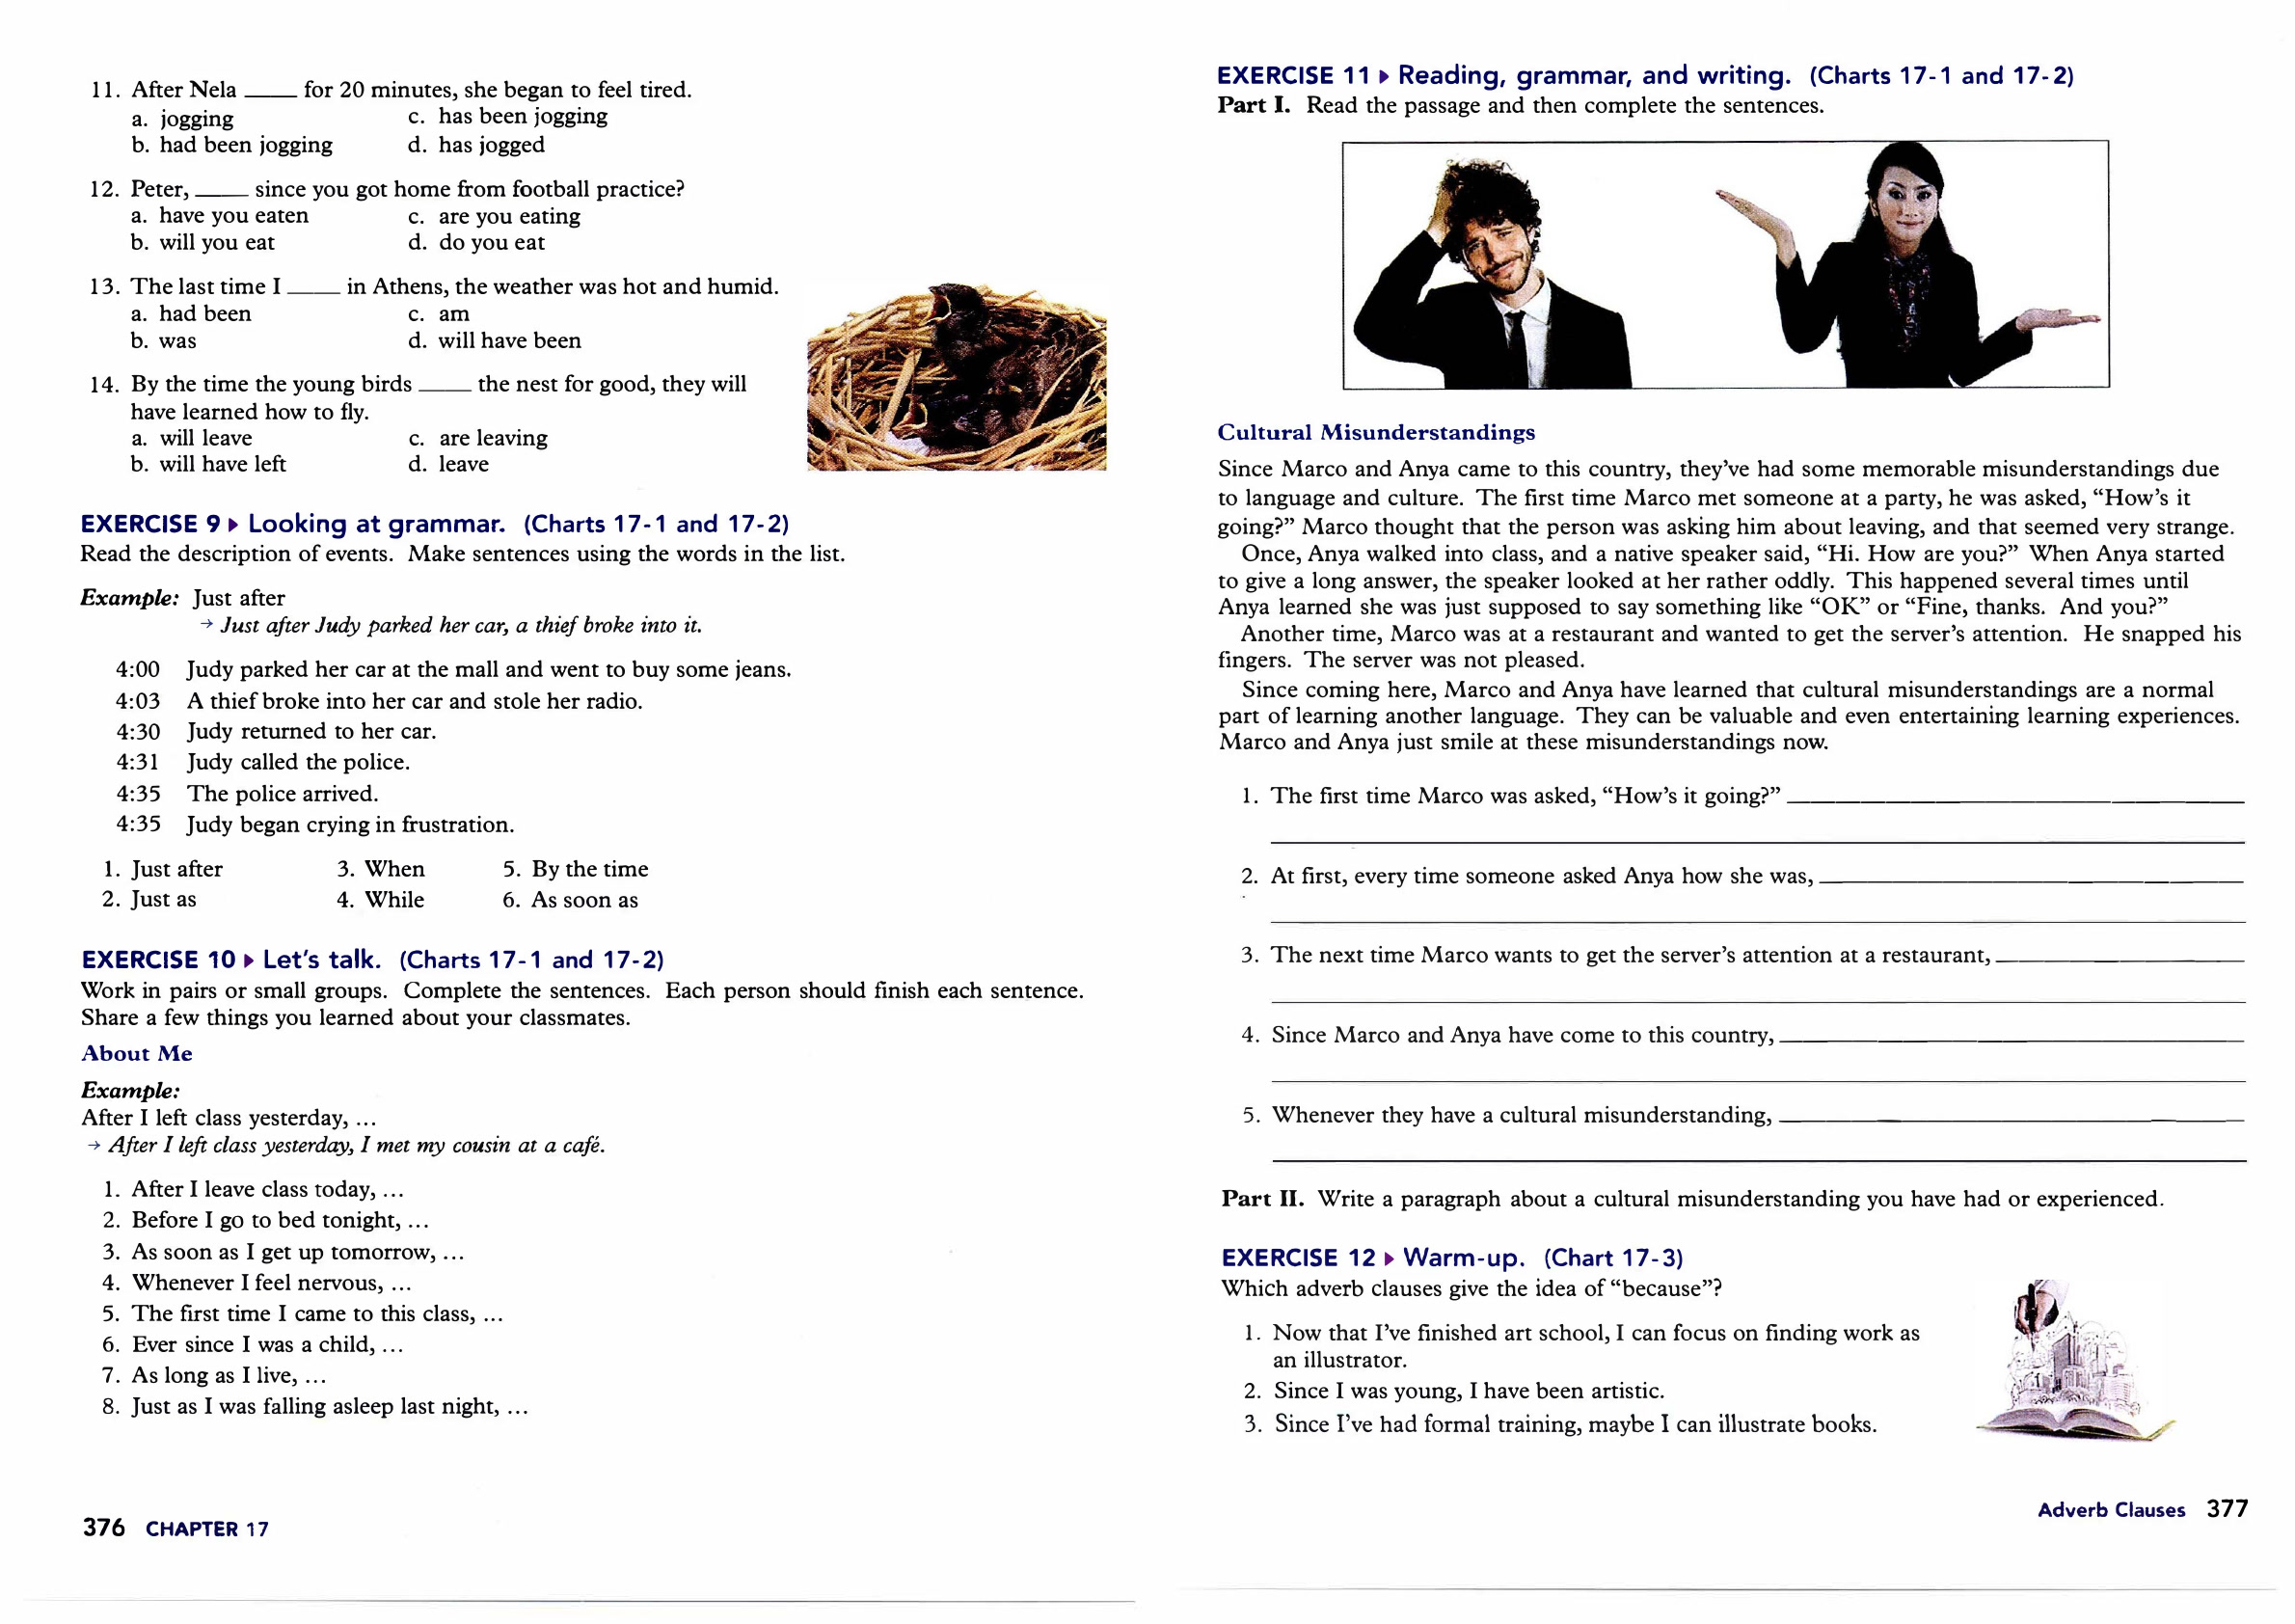 11. After Nela ____ for 20 minutes, she began to feel tired.
a. jogging c. has been jogging
b. had been jogging d. has jogged
12. Peter, ____ since you got home from football practice?
a. have you eaten c. are you eating
b. will you eat d. do you eat
13. The last time I ____ in Athens, the weather was hot and humid.
a. had been c. am
b. was d. will have been
14. By the time the young birds ____ the nest for good, they will
have learned how to fly.
a. will leave c. are leaving
b. will have left d. leave
EXERCISE 9 ▸ Looking at grammar. (Charts 17-1 and 17-2)
Read the description of events. Make sentences using the words in the list.
Example: Just after
→ Just after Judy parked her car, a thief broke into it.
4:00 Judy parked her car at the mall and went to buy some jeans.
4:03 A thief broke into her car and stole her radio.
4:30 Judy returned to her car.
4:31 Judy called the police.
4:35 The police arrived.
4:35 Judy began crying in frustration.
1. Just after 3. When 5. By the time
2. Just as 4. While 6. As soon as
EXERCISE 10 ▸ Let's talk. (Charts 17-1 and 17-2)
Work in pairs or small groups. Complete the sentences. Each person should finish each sentence.
Share a few things you learned about your classmates.
About Me
Example:
After I left class yesterday, ...
→ After I left class yesterday, I met my cousin at a café.
1. After I leave class today, ...
2. Before I go to bed tonight, ...
3. As soon as I get up tomorrow, ...
4. Whenever I feel nervous, ...
5. The first time I came to this class, ...
6. Ever since I was a child, ...
7. As long as I live, ...
8. Just as I was falling asleep last night, ...
376 CHAPTER 17
EXERCISE 11 ▸ Reading, grammar, and writing. (Charts 17-1 and 17-2)
Part I. Read the passage and then complete the sentences.
Cultural Misunderstandings
Since Marco and Anya came to this country, they've had some memorable misunderstandings due
to language and culture. The first time Marco met someone at a party, he was asked, “How's it
going?” Marco thought that the person was asking him about leaving, and that seemed very strange.
Once, Anya walked into class, and a native speaker said, “Hi. How are you?” When Anya started
to give a long answer, the speaker looked at her rather oddly. This happened several times until
Anya learned she was just supposed to say something like “OK” or “Fine, thanks. And you?”
Another time, Marco was at a restaurant and wanted to get the server's attention. He snapped his
fingers. The server was not pleased.
Since coming here, Marco and Anya have learned that cultural misunderstandings are a normal
part of learning another language. They can be valuable and even entertaining learning experiences.
Marco and Anya just smile at these misunderstandings now.
1. The first time Marco was asked, “How's it going?” ____
2. At first, every time someone asked Anya how she was, ____
3. The next time Marco wants to get the server's attention at a restaurant, ____
4. Since Marco and Anya have come to this country, ____
5. Whenever they have a cultural misunderstanding, ____
Part II. Write a paragraph about a cultural misunderstanding you have had or experienced.
EXERCISE 12 ▸ Warm-up. (Chart 17-3)
Which adverb clauses give the idea of “because”?
1. Now that I've finished art school, I can focus on finding work as
an illustrator.
2. Since I was young, I have been artistic.
3. Since I've had formal training, maybe I can illustrate books.
Adverb Clauses 377